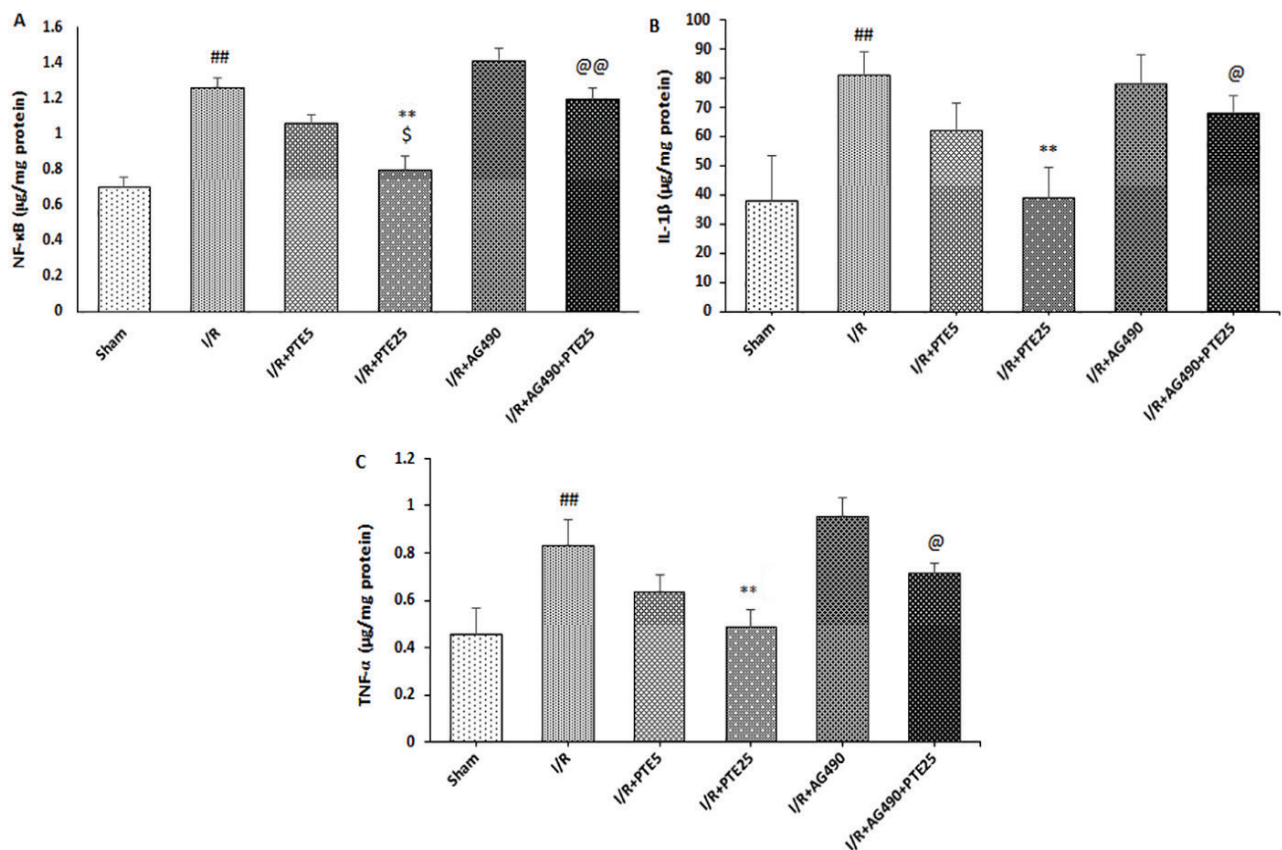 A
NF-κB (µg/mg protein)
1.6
1.4
1.2
1
0.8
0.6
0.4
0.2
0
##
**
$
@@
Sham
I/R
I/R+PTE5
I/R+PTE25
I/R+AG490
I/R+AG490+PTE25
B
IL-1β (µg/mg protein)
100
90
80
70
60
50
40
30
20
10
0
##
**
@
Sham
I/R
I/R+PTE5
I/R+PTE25
I/R+AG490
I/R+AG490+PTE25
C
TNF-α (µg/mg protein)
1.2
1
0.8
0.6
0.4
0.2
0
##
**
@
Sham
I/R
I/R+PTE5
I/R+PTE25
I/R+AG490
I/R+AG490+PTE25